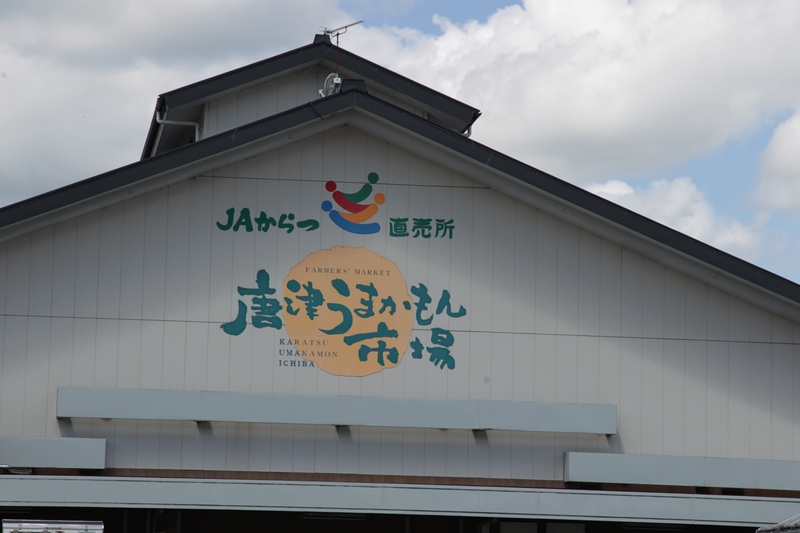 JAからつ 直売所
FARMERS' MARKET
唐津うまかもん
市場
KARATSU
UMAKAMON
ICHIBA